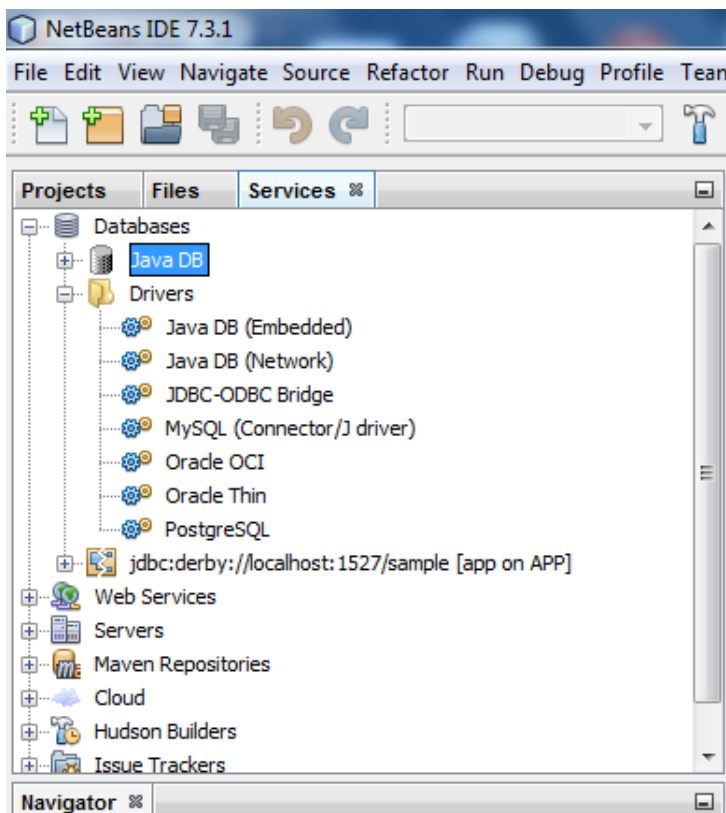 NetBeans IDE 7.3.1
File Edit View Navigate Source Refactor Run Debug Profile Team
Projects Files Services
Databases
Java DB
Drivers
Java DB (Embedded)
Java DB (Network)
JDBC-ODBC Bridge
MySQL (Connector/J driver)
Oracle OCI
Oracle Thin
PostgreSQL
jdbc:derby://localhost:1527/sample [app on APP]
Web Services
Servers
Maven Repositories
Cloud
Hudson Builders
Issue Trackers
Navigator